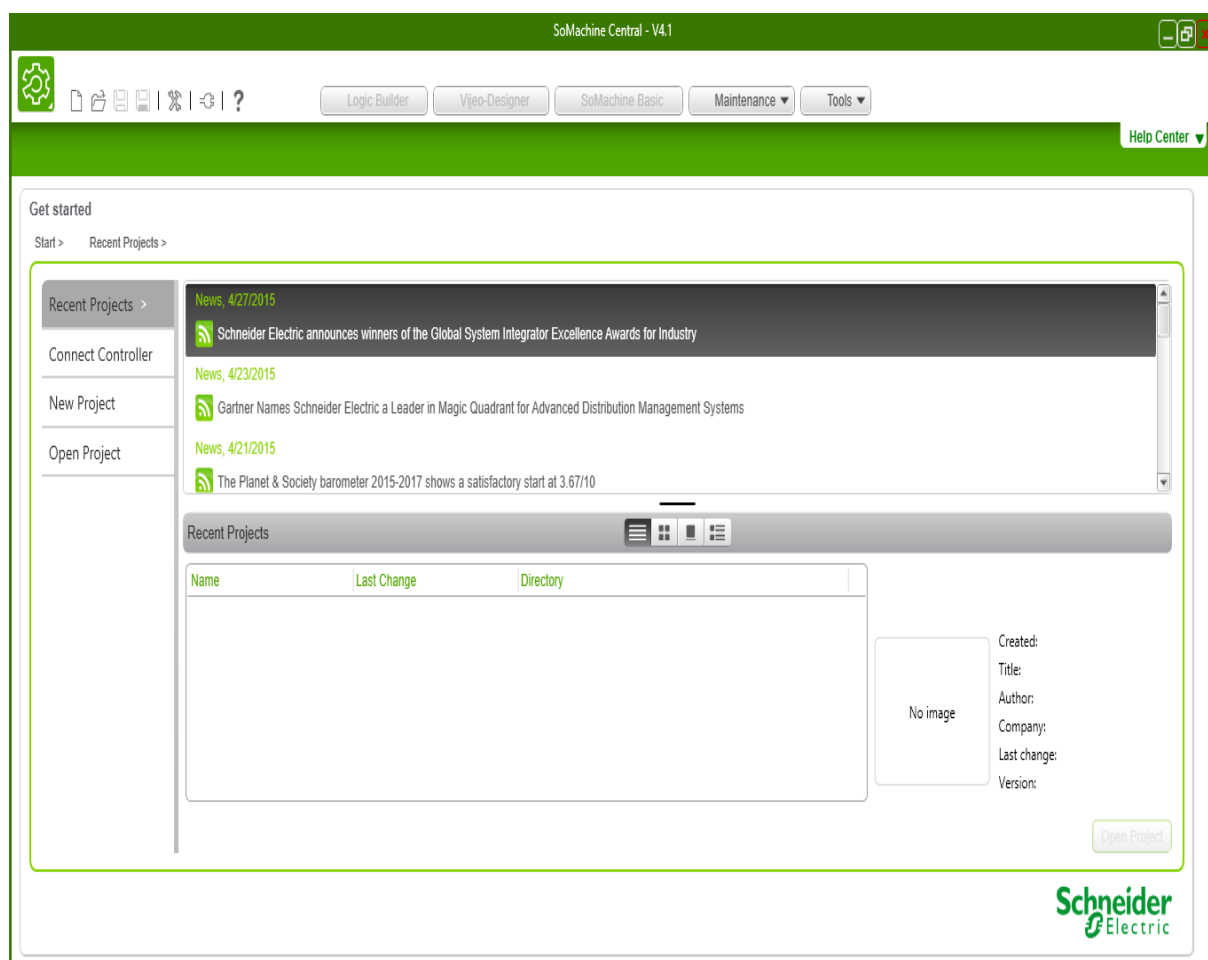 SoMachine Central - V4.1
Logic Builder Vijeo-Designer SoMachine Basic Maintenance ▼ Tools ▼
Help Center ▼
Get started
Start > Recent Projects >
Recent Projects >
Connect Controller
New Project
Open Project
News, 4/27/2015
Schneider Electric announces winners of the Global System Integrator Excellence Awards for Industry
News, 4/23/2015
Gartner Names Schneider Electric a Leader in Magic Quadrant for Advanced Distribution Management Systems
News, 4/21/2015
The Planet & Society barometer 2015-2017 shows a satisfactory start at 3.67/10
Recent Projects
Name Last Change Directory
No image
Created:
Title:
Author:
Company:
Last change:
Version:
Open Project
Schneider
Electric